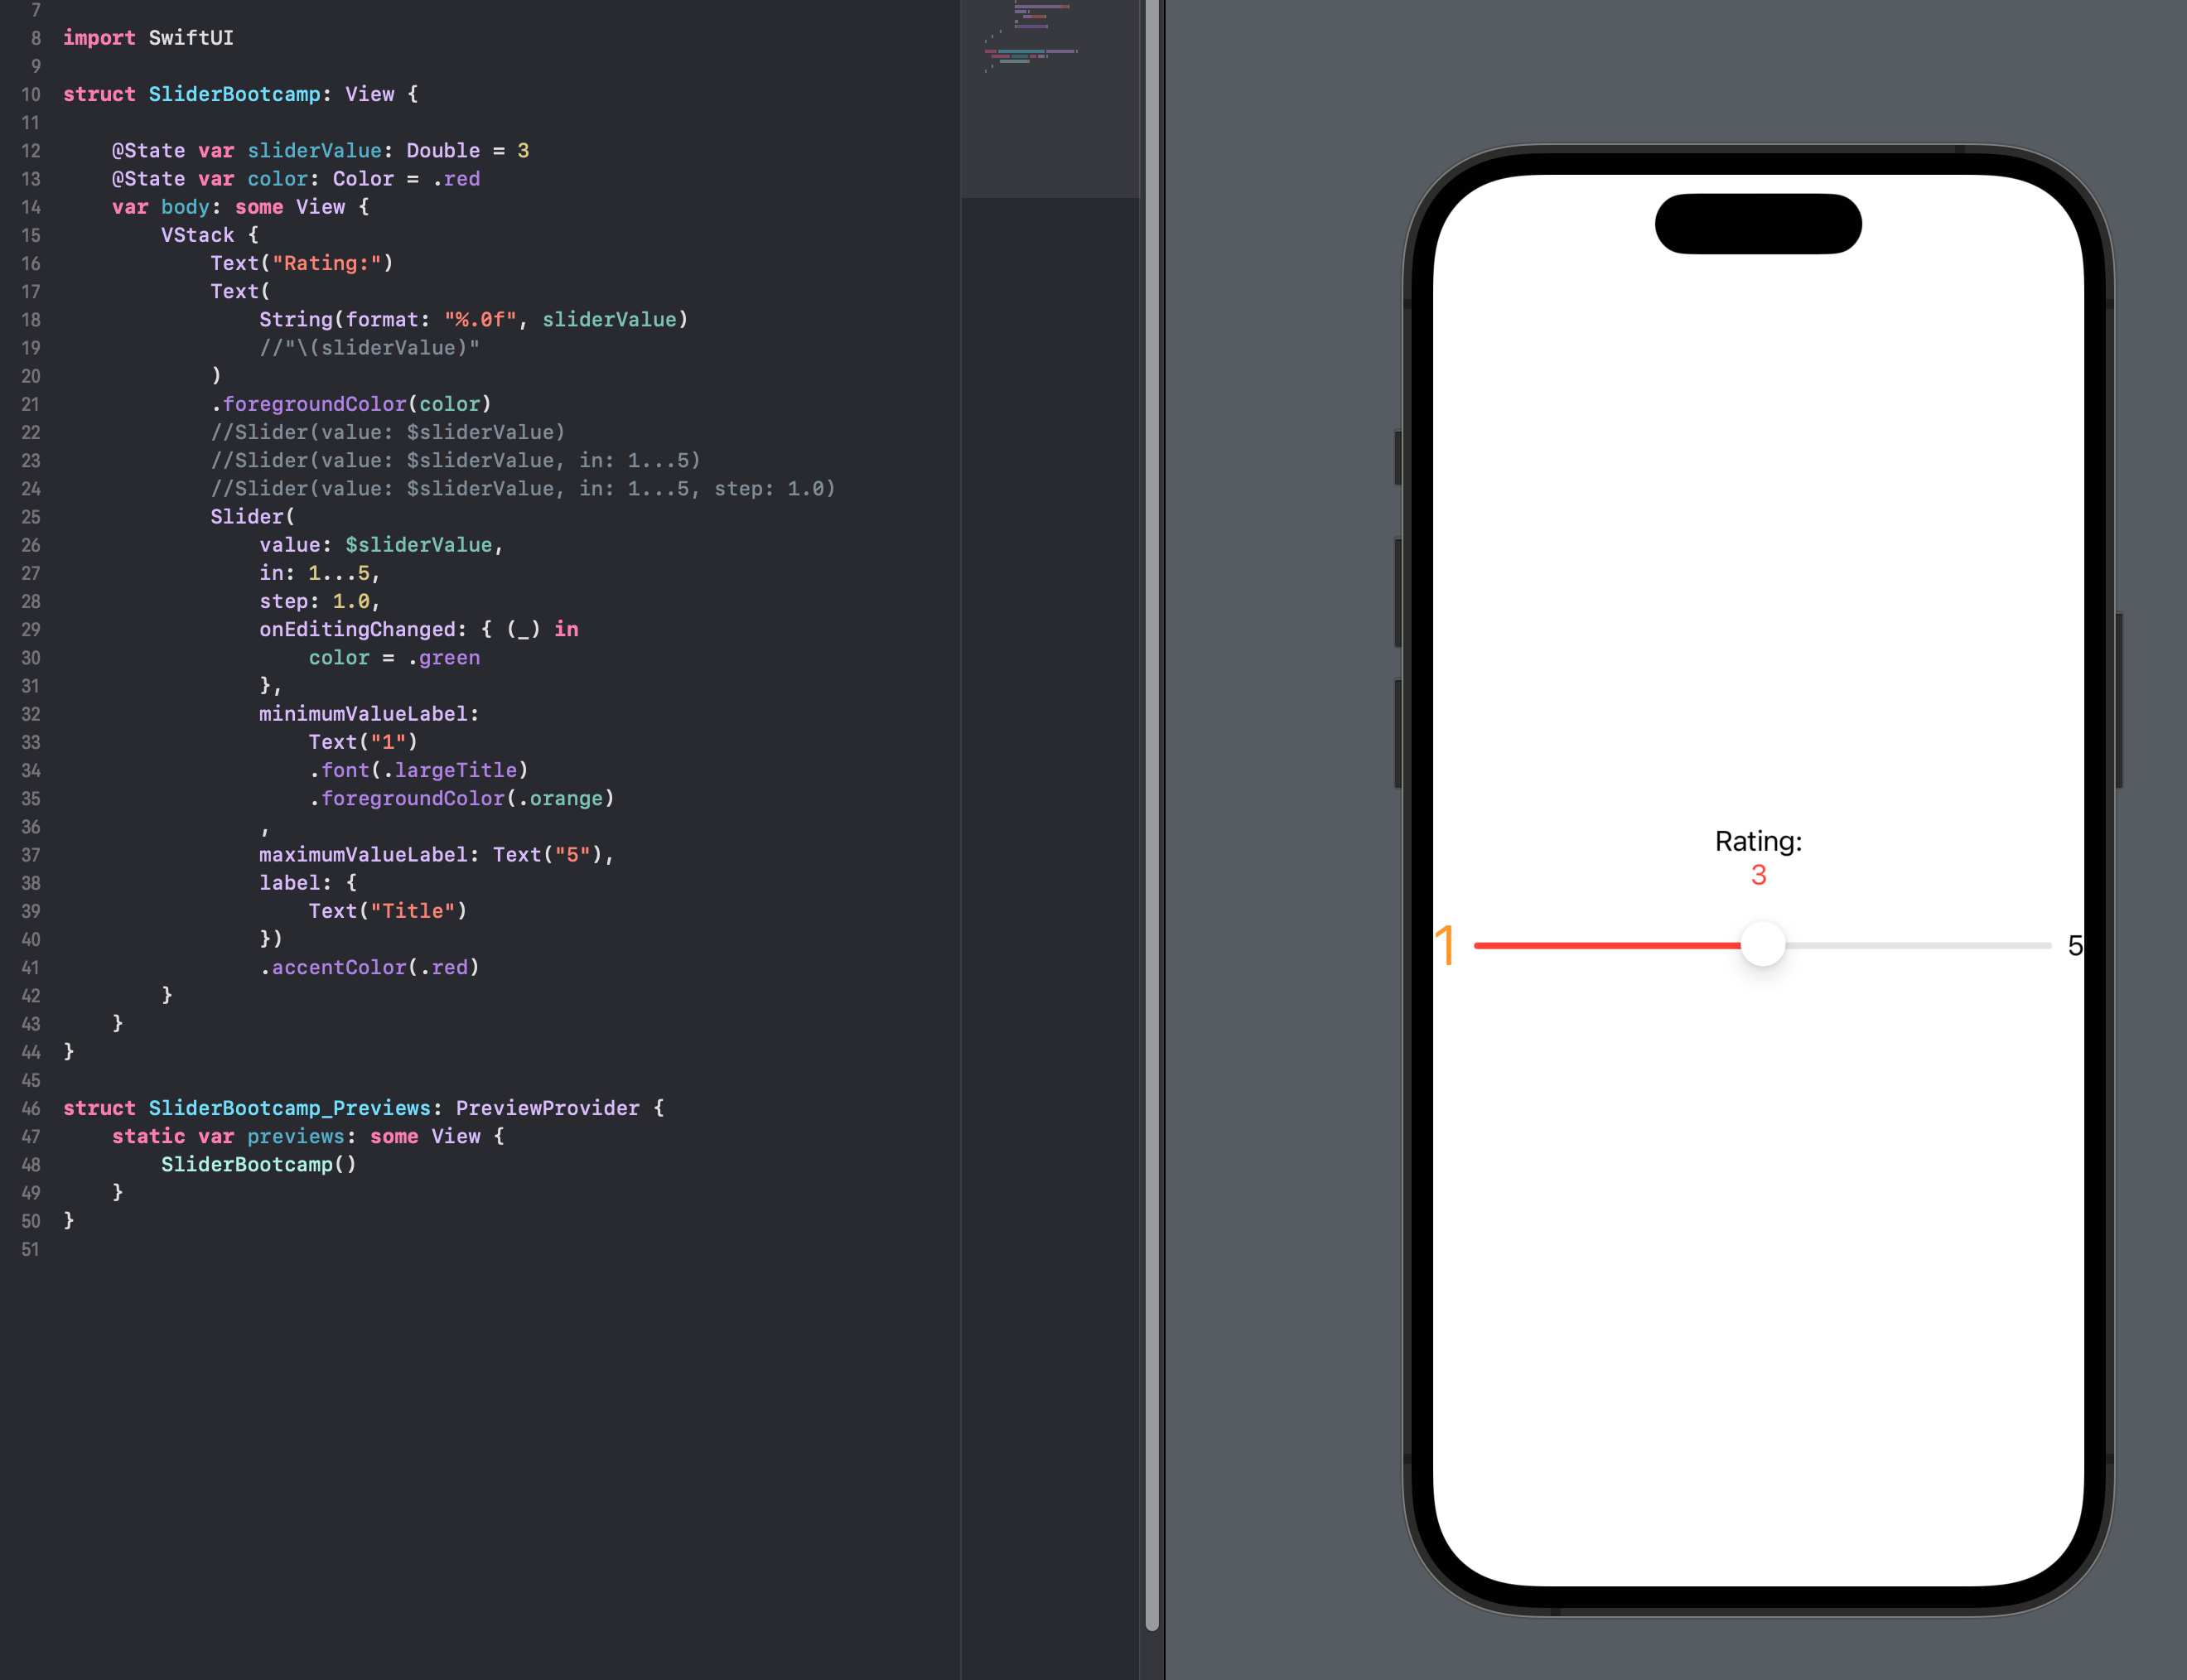 7
8 import SwiftUI
9
10 struct SliderBootcamp: View {
11
12     @State var sliderValue: Double = 3
13     @State var color: Color = .red
14     var body: some View {
15         VStack {
16             Text("Rating:")
17             Text(
18                 String(format: "%.0f", sliderValue)
19                 //"\(sliderValue)"
20             )
21             .foregroundColor(color)
22             //Slider(value: $sliderValue)
23             //Slider(value: $sliderValue, in: 1...5)
24             //Slider(value: $sliderValue, in: 1...5, step: 1.0)
25             Slider(
26                 value: $sliderValue,
27                 in: 1...5,
28                 step: 1.0,
29                 onEditingChanged: { (_) in
30                     color = .green
31                 },
32                 minimumValueLabel:
33                     Text("1")
34                     .font(.largeTitle)
35                     .foregroundColor(.orange)
36                 ,
37                 maximumValueLabel: Text("5"),
38                 label: {
39                     Text("Title")
40                 })
41                 .accentColor(.red)
42         }
43     }
44 }
45
46 struct SliderBootcamp_Previews: PreviewProvider {
47     static var previews: some View {
48         SliderBootcamp()
49     }
50 }
51
Rating:
3
1 5